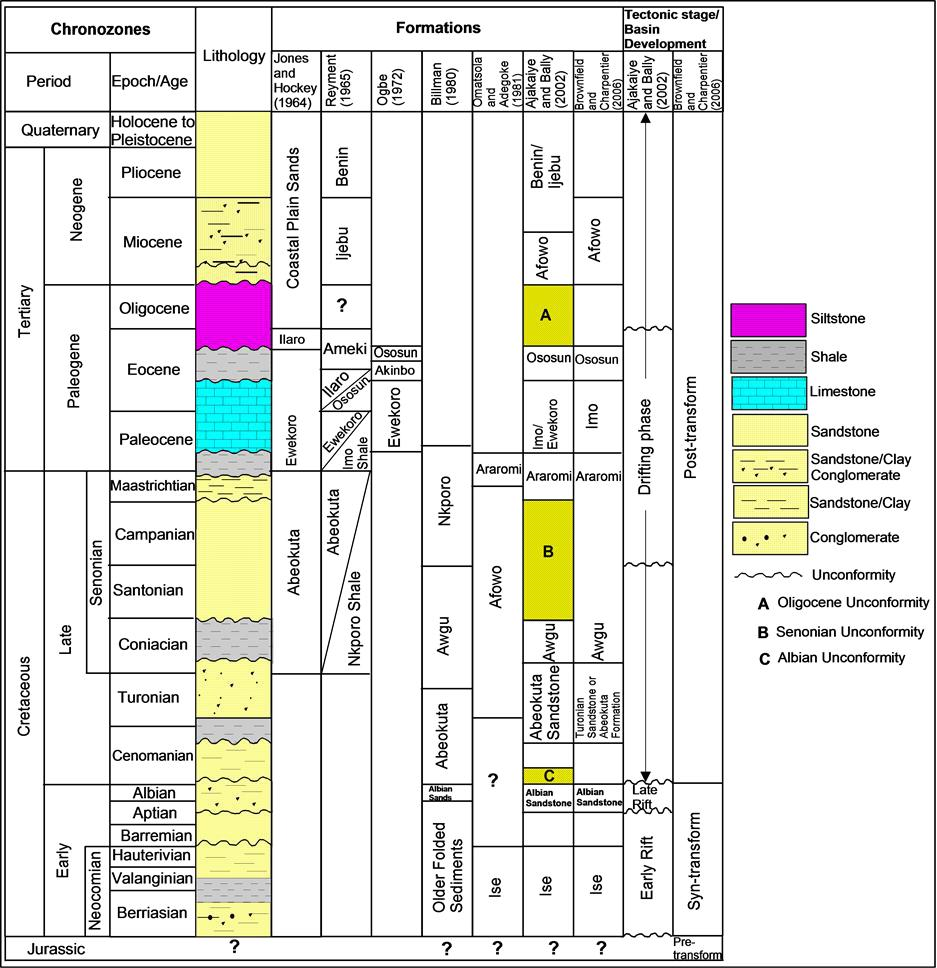 Chronozones
Lithology
Formations
Tectonic stage/
Basin
Development
Period
Epoch/Age
Jones
and
Hockey
(1964)
Reyment
(1965)
Ogbe
(1972)
Billman
(1980)
Omatsola
and
Adegoke
(1981)
Ajakaiye
and Bally
(2002)
Brownfield
and
Charpentier
(2006)
Ajakaiye
and Bally
(2002)
Brownfield
and
Charpentier
(2006)
Quaternary
Holocene to
Pleistocene
Tertiary
Neogene
Pliocene
Miocene
Paleogene
Oligocene
Eocene
Paleocene
Cretaceous
Late
Senonian
Maastrichtian
Campanian
Santonian
Coniacian
Turonian
Cenomanian
Early
Albian
Aptian
Barremian
Neocomian
Hauterivian
Valanginian
Berriasian
Jurassic
?
Coastal Plain Sands
Ilaro
Ewekoro
Abeokuta
Benin
Ijebu
?
Ameki
Ilaro
Ososun
Ewekoro
Imo
Shale
Abeokuta
Nkporo Shale
Ososun
Akinbo
Ewekoro
Nkporo
Awgu
Abeokuta
Albian
Sands
Older Folded
Sediments
?
Araromi
Afowo
?
Ise
?
Benin/
Ijebu
Afowo
A
Ososun
Imo/
Ewekoro
Araromi
B
Awgu
Abeokuta
Sandstone
C
Albian
Sandstone
Ise
?
Afowo
Ososun
Imo
Araromi
Awgu
Turonian
Sandstone or
Abeokuta
Formation
Albian
Sandstone
Ise
?
Drifting phase
Late
Rift
Early Rift
Post-transform
Syn-transform
Pre-
transform
Siltstone
Shale
Limestone
Sandstone
Sandstone/Clay
Conglomerate
Sandstone/Clay
Conglomerate
Unconformity
A Oligocene Unconformity
B Senonian Unconformity
C Albian Unconformity